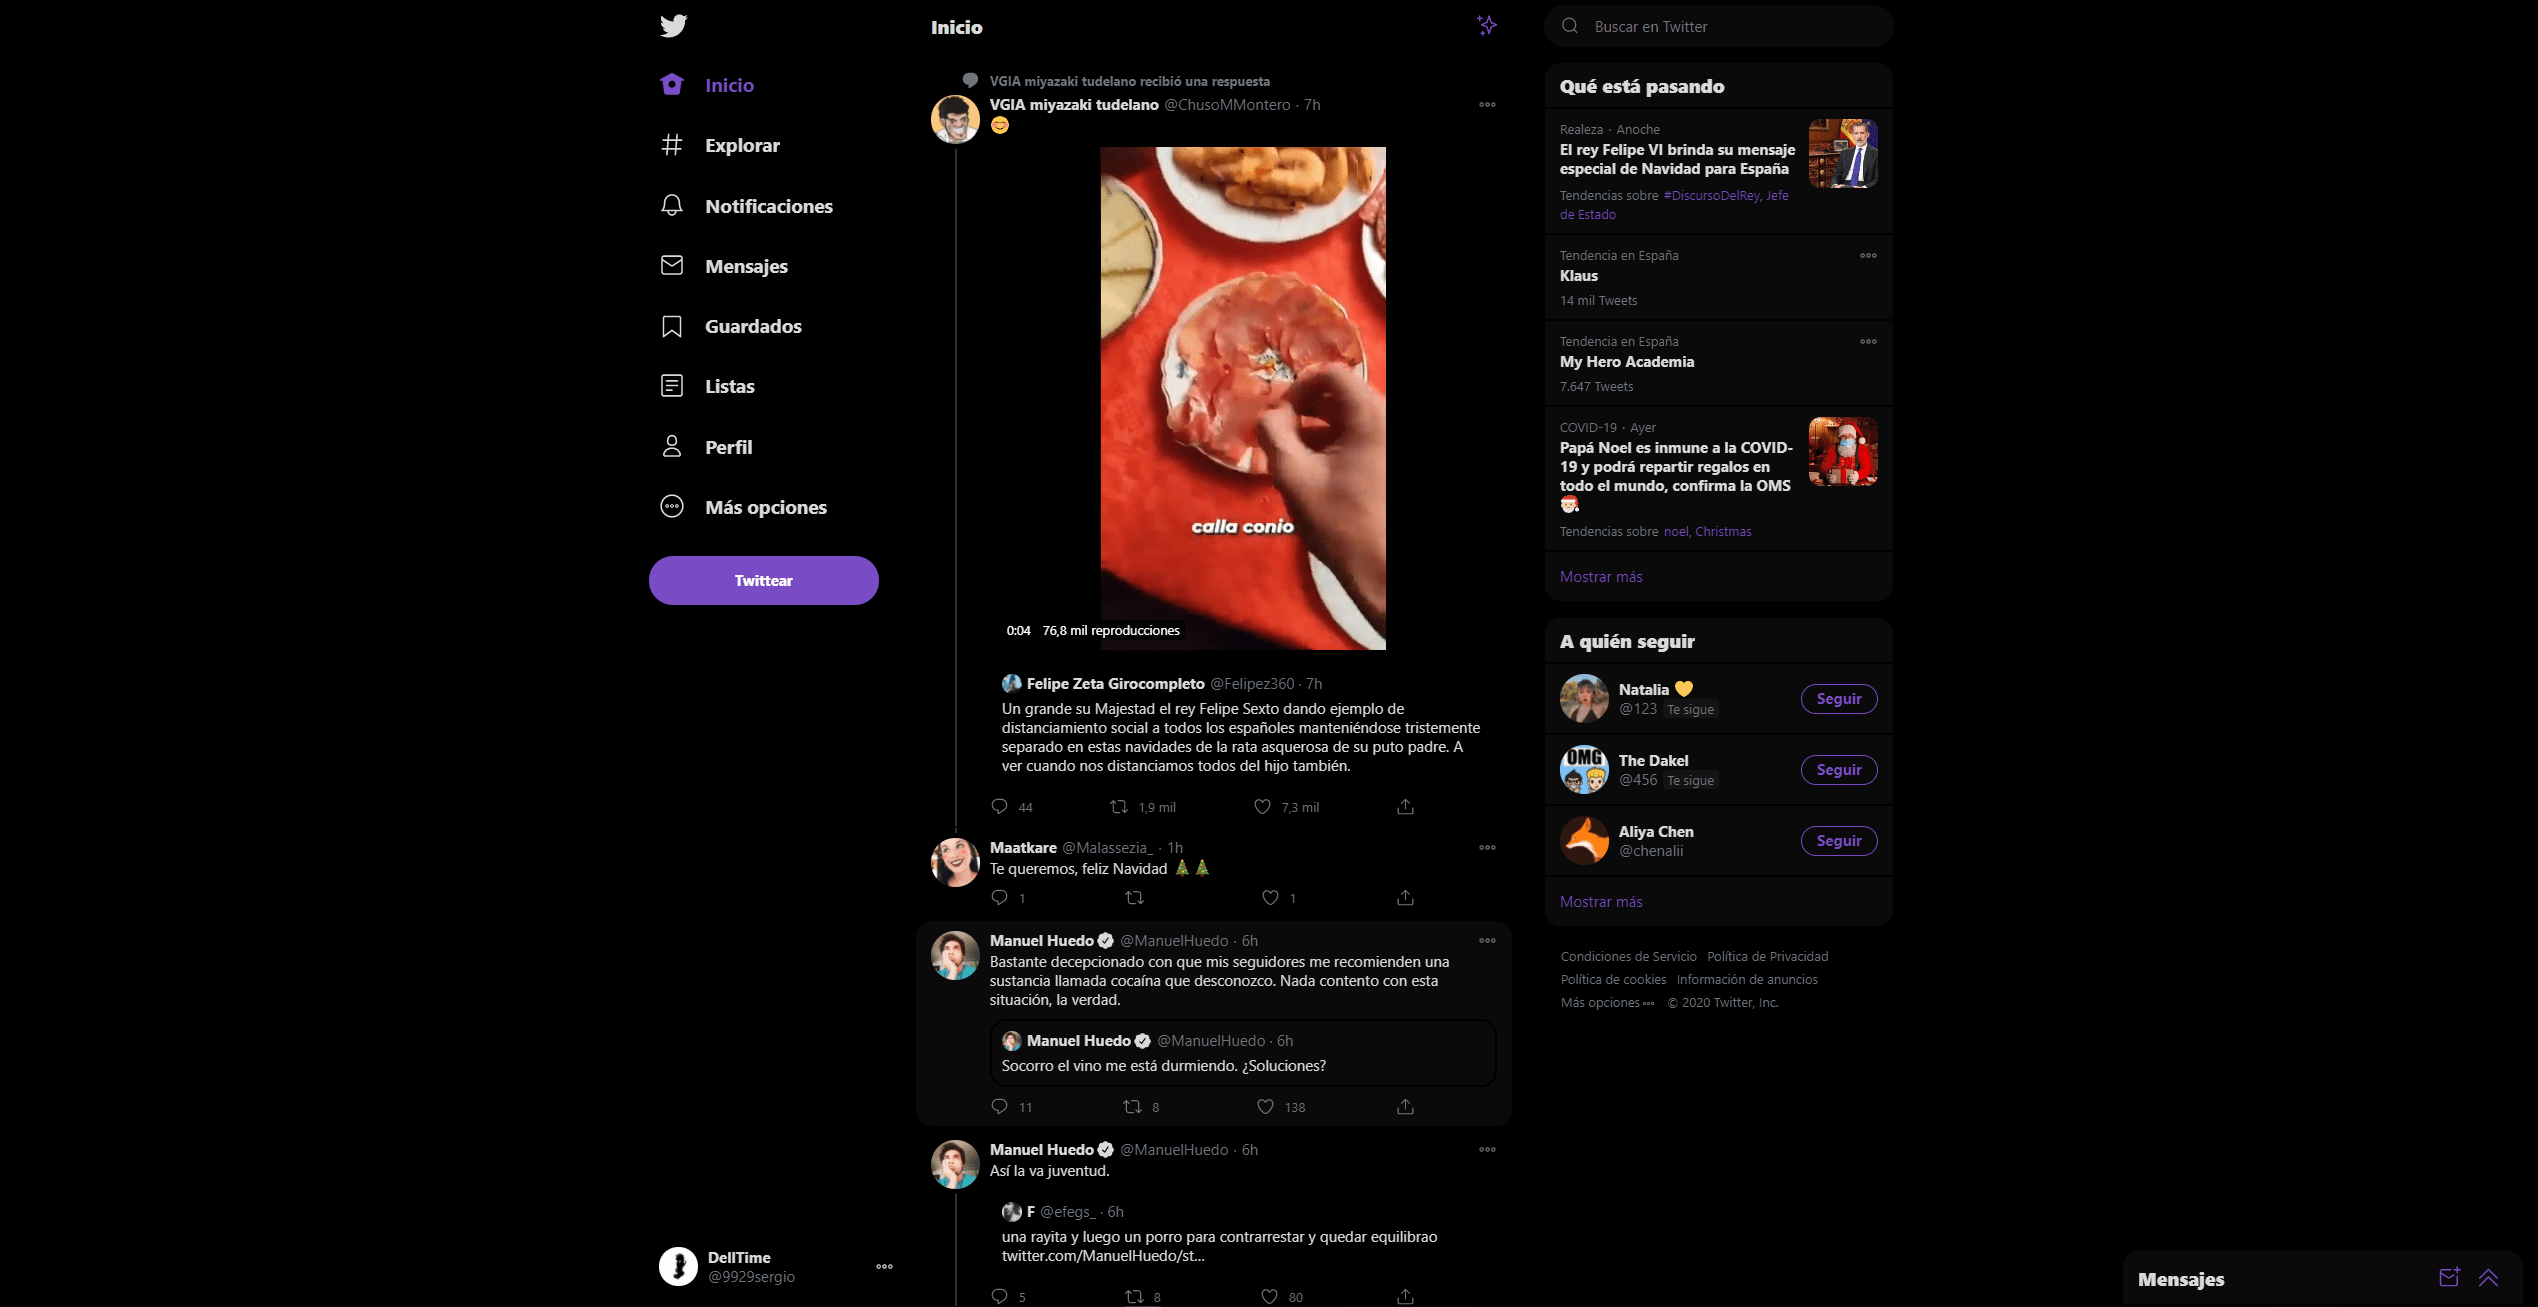 Inicio
Explorar
Notificaciones
Mensajes
Guardados
Listas
Perfil
Más opciones
Twittear
DellTime
@9929sergio
Inicio
VGIA miyazaki tudelano recibió una respuesta
VGIA miyazaki tudelano @ChusoMMontero · 7h
😊
calla conio
0:04 76,8 mil reproducciones
Felipe Zeta Girocompleto @Felipez360 · 7h
Un grande su Majestad el rey Felipe Sexto dando ejemplo de
distanciamiento social a todos los españoles manteniéndose tristemente
separado en estas navidades de la rata asquerosa de su puto padre. A
ver cuando nos distanciamos todos del hijo también.
44 1,9 mil 7,3 mil
Maatkare @Malassezia_ · 1h
Te queremos, feliz Navidad 🎄🎄
1 1
Manuel Huedo @ManuelHuedo · 6h
Bastante decepcionado con que mis seguidores me recomienden una
sustancia llamada cocaína que desconozco. Nada contento con esta
situación, la verdad.
Manuel Huedo @ManuelHuedo · 6h
Socorro el vino me está durmiendo. ¿Soluciones?
11 8 138
Manuel Huedo @ManuelHuedo · 6h
Así la va juventud.
F @efegs_ · 6h
una rayita y luego un porro para contrarrestar y quedar equilibrao
twitter.com/ManuelHuedo/st...
5 8 80
Buscar en Twitter
Qué está pasando
Realeza · Anoche
El rey Felipe VI brinda su mensaje
especial de Navidad para España
Tendencias sobre #DiscursoDelRey, Jefe
de Estado
Tendencia en España
Klaus
14 mil Tweets
Tendencia en España
My Hero Academia
7.647 Tweets
COVID-19 · Ayer
Papá Noel es inmune a la COVID-
19 y podrá repartir regalos en
todo el mundo, confirma la OMS
🎅
Tendencias sobre noel, Christmas
Mostrar más
A quién seguir
Natalia 💛
@123 Te sigue
Seguir
OMG
The Dakel
@456 Te sigue
Seguir
Aliya Chen
@chenalii
Seguir
Mostrar más
Condiciones de Servicio Política de Privacidad
Política de cookies Información de anuncios
Más opciones © 2020 Twitter, Inc.
Mensajes